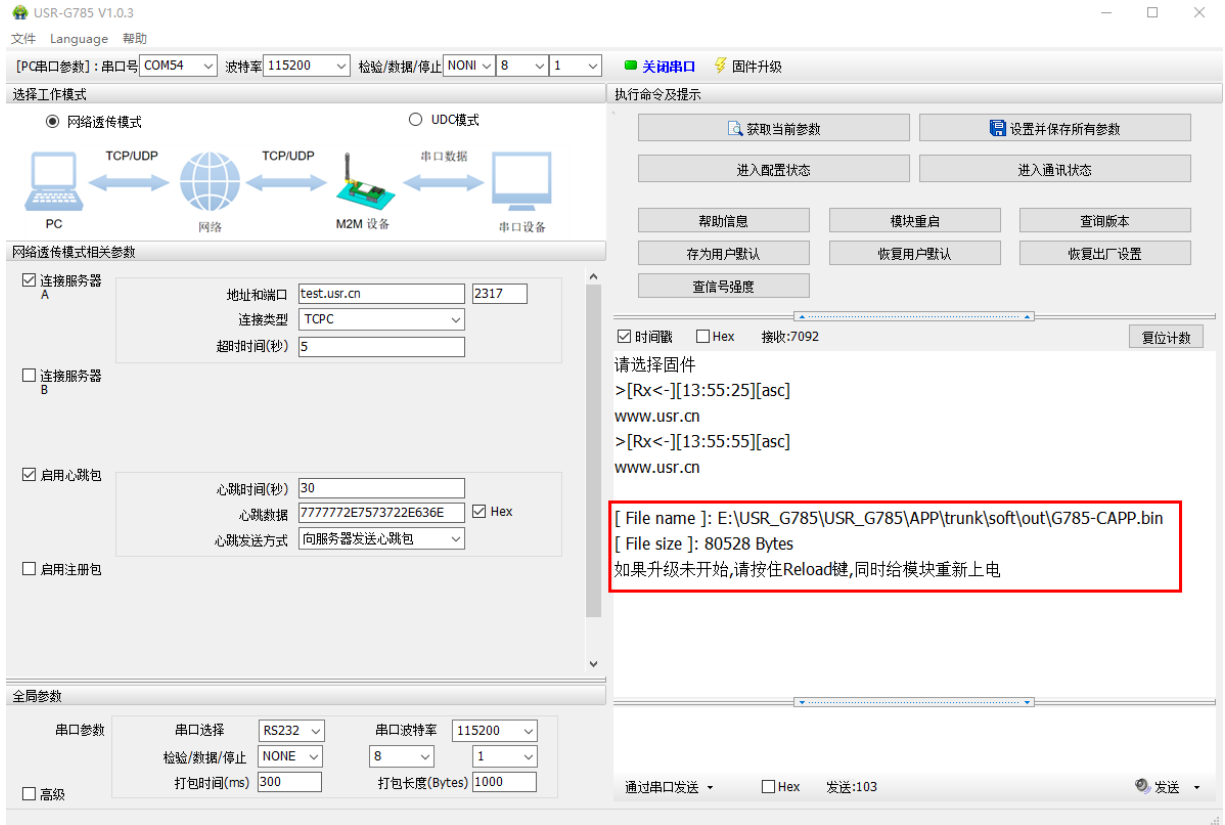 USR-G785 V1.0.3
文件 Language 帮助
[PC串口参数]：串口号 COM54 波特率 115200 检验/数据/停止 NONI 8 1 关闭串口 固件升级
选择工作模式
网络透传模式 UDC模式
TCP/UDP TCP/UDP 串口数据
PC 网络 M2M 设备 串口设备
网络透传模式相关参数
连接服务器
A
地址和端口 test.usr.cn 2317
连接类型 TCPC
超时时间(秒) 5
连接服务器
B
启用心跳包
心跳时间(秒) 30
心跳数据 7777772E7573722E636E Hex
心跳发送方式 向服务器发送心跳包
启用注册包
全局参数
串口参数 串口选择 RS232 串口波特率 115200
检验/数据/停止 NONE 8 1
打包时间(ms) 300 打包长度(Bytes) 1000
高级
执行命令及提示
获取当前参数 设置并保存所有参数
进入配置状态 进入通讯状态
帮助信息 模块重启 查询版本
存为用户默认 恢复用户默认 恢复出厂设置
查信号强度
时间戳 Hex 接收:7092 复位计数
请选择固件
>[Rx<-][13:55:25][asc]
www.usr.cn
>[Rx<-][13:55:55][asc]
www.usr.cn
[ File name ]: E:\USR_G785\USR_G785\APP\trunk\soft\out\G785-CAPP.bin
[ File size ]: 80528 Bytes
如果升级未开始,请按住Reload键,同时给模块重新上电
通过串口发送 Hex 发送:103 发送